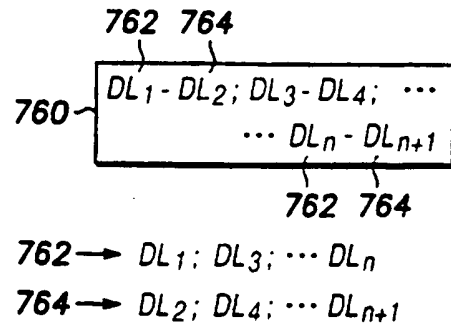 762 764
760 DL1 - DL2; DL3 - DL4; ...
... DLn - DLn+1
762 764
762 → DL1; DL3; ... DLn
764 → DL2; DL4; ... DLn+1